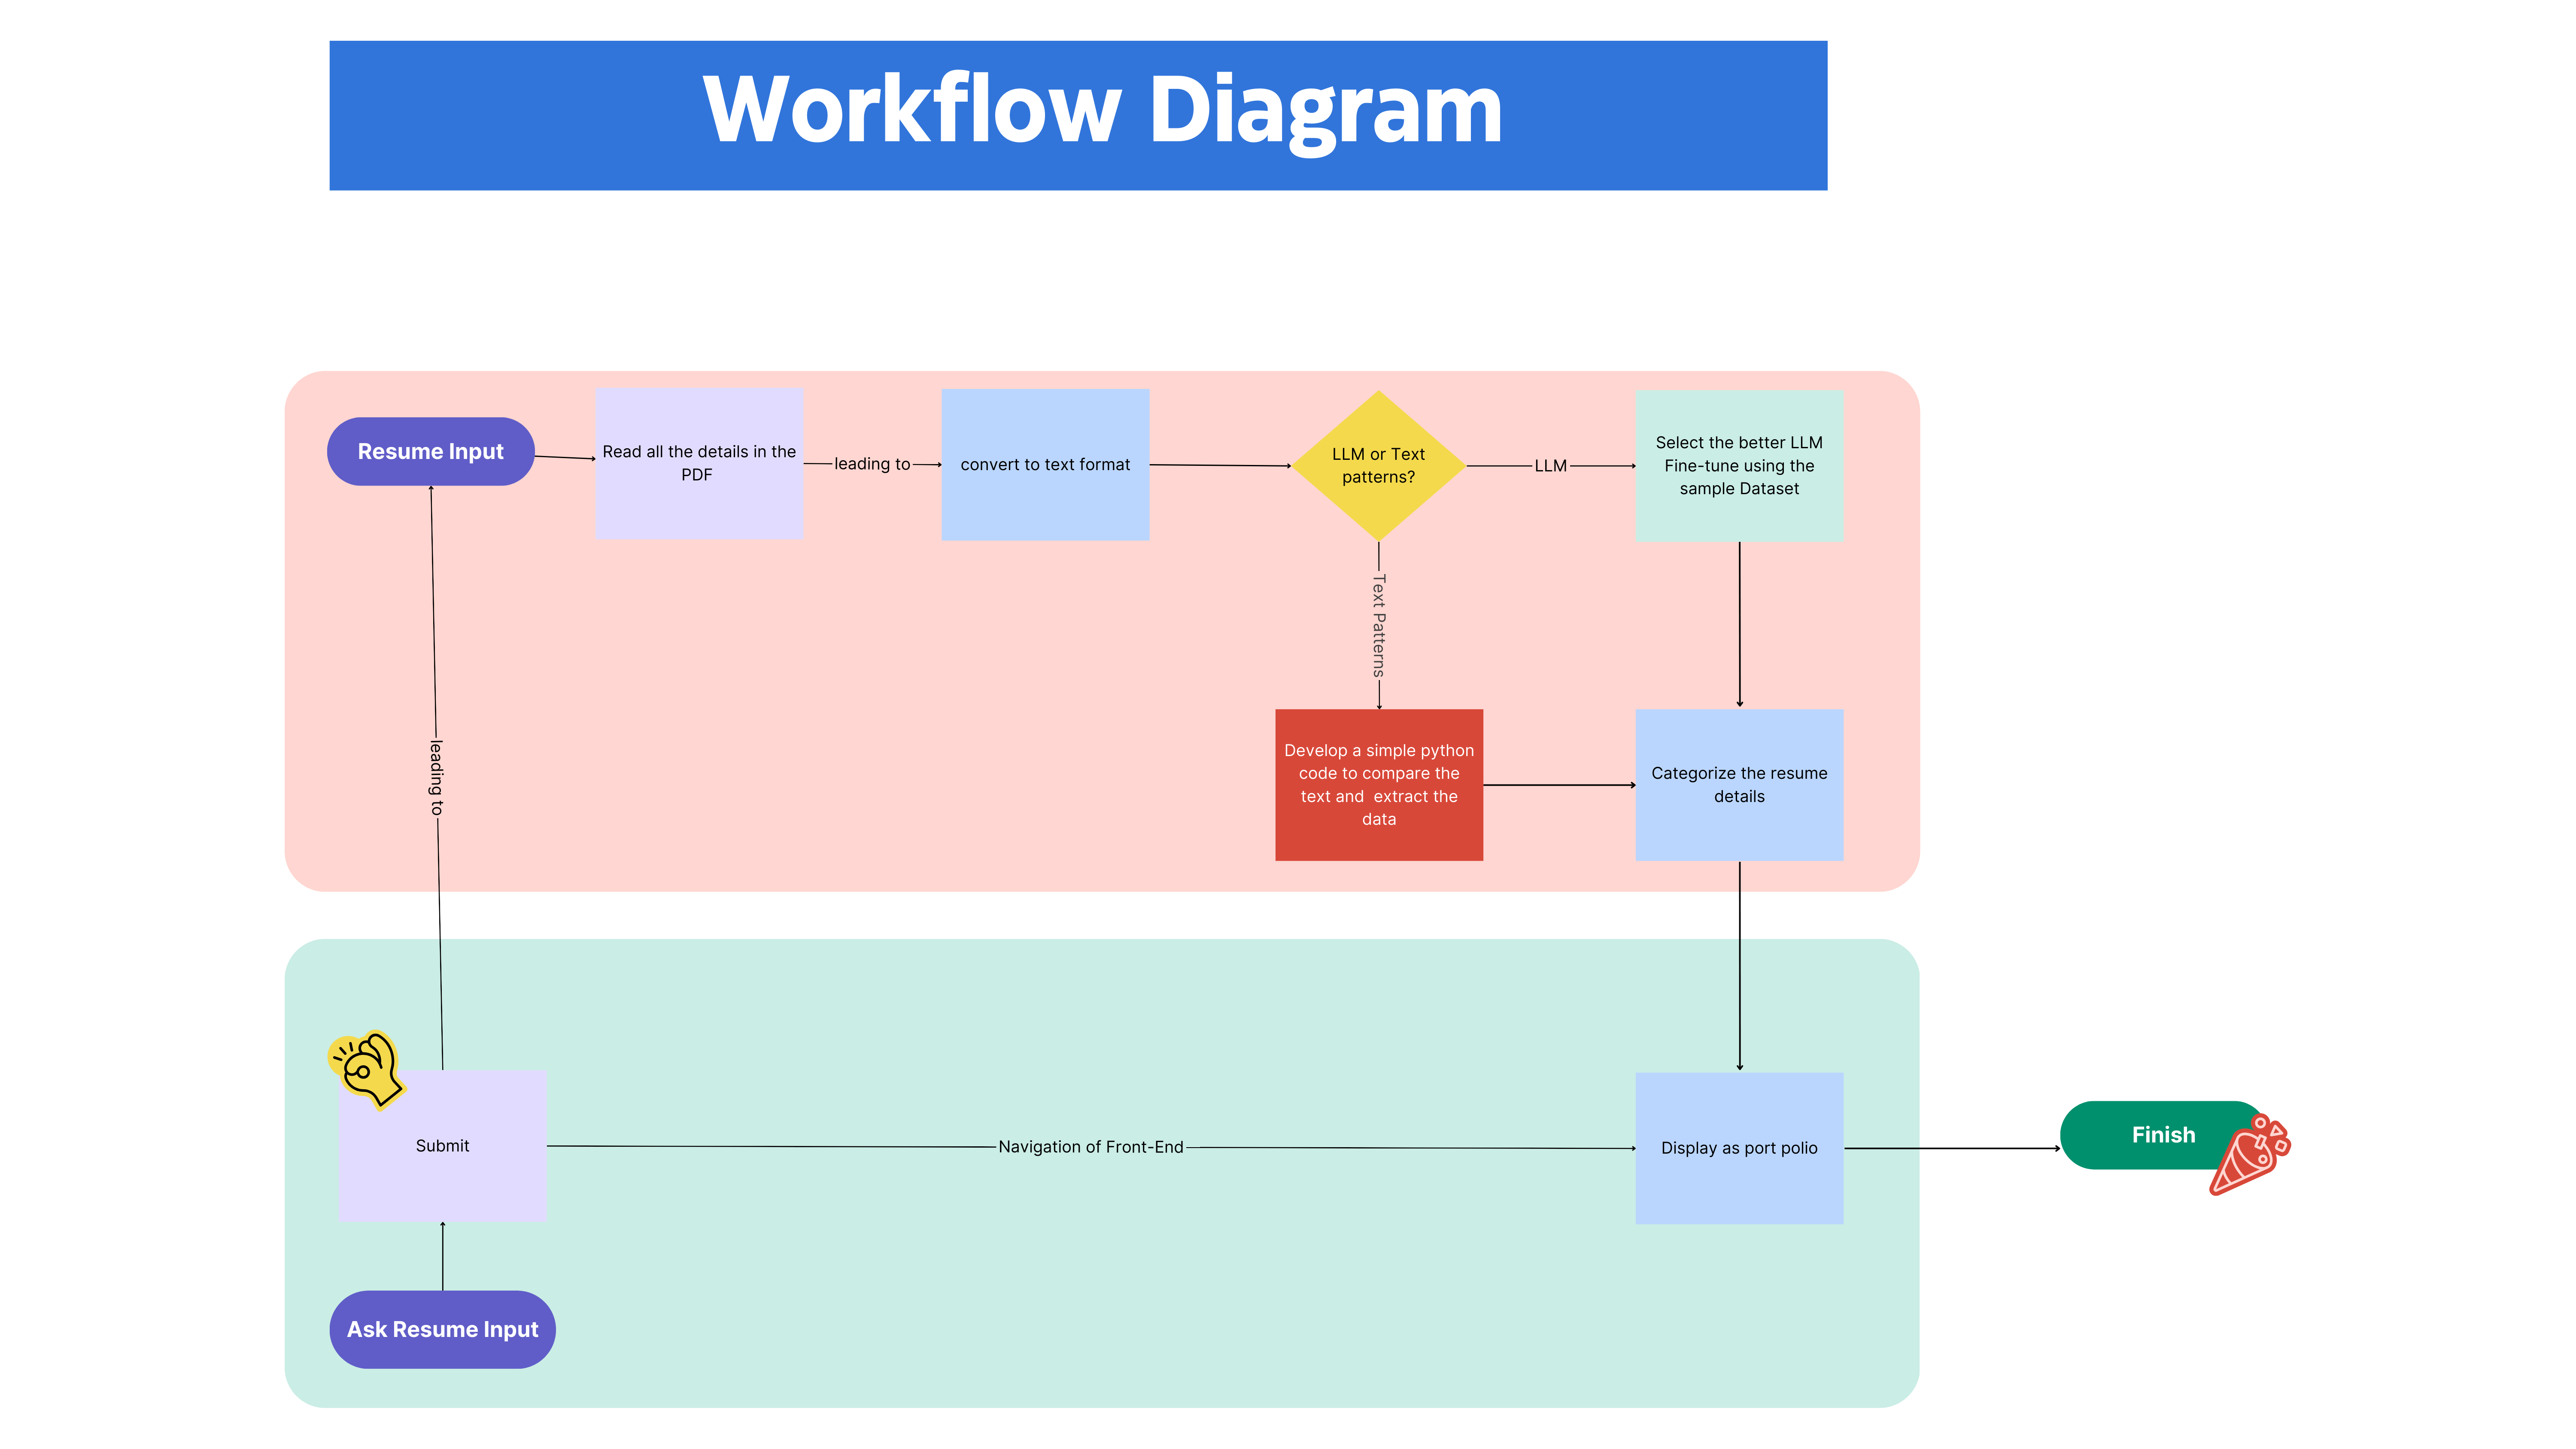 Workflow Diagram
Resume Input
Read all the details in the
PDF
leading to
convert to text format
LLM or Text
patterns?
LLM
Select the better LLM
Fine-tune using the
sample Dataset
Text Patterns
Develop a simple python
code to compare the
text and  extract the
data
Categorize the resume
details
leading to
Submit
Navigation of Front-End
Display as port polio
Finish
Ask Resume Input